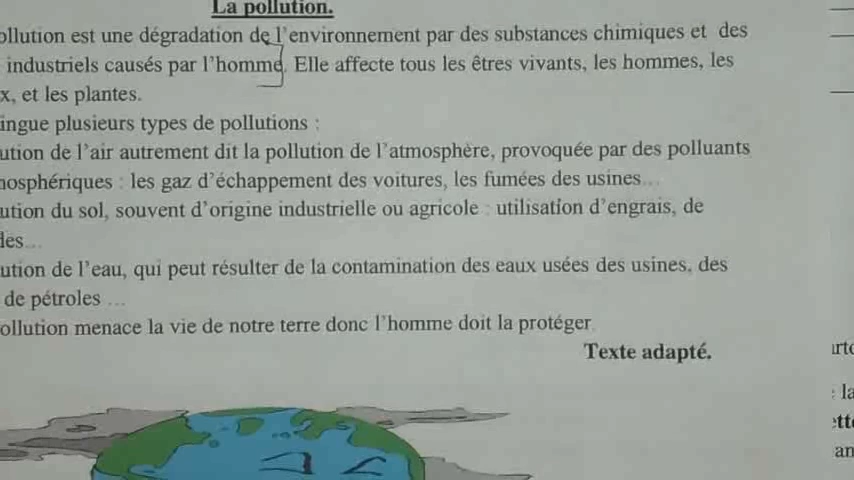 La pollution.
ollution est une dégradation de l'environnement par des substances chimiques et des
industriels causés par l'homme. Elle affecte tous les êtres vivants, les hommes, les
x, et les plantes.
ingue plusieurs types de pollutions :
ution de l'air autrement dit la pollution de l'atmosphère, provoquée par des polluants
nosphériques : les gaz d'échappement des voitures, les fumées des usines...
ution du sol, souvent d'origine industrielle ou agricole : utilisation d'engrais, de
des...
ution de l'eau, qui peut résulter de la contamination des eaux usées des usines, des
de pétroles ...
ollution menace la vie de notre terre donc l'homme doit la protéger.
Texte adapté.
arto
: la
ette
an